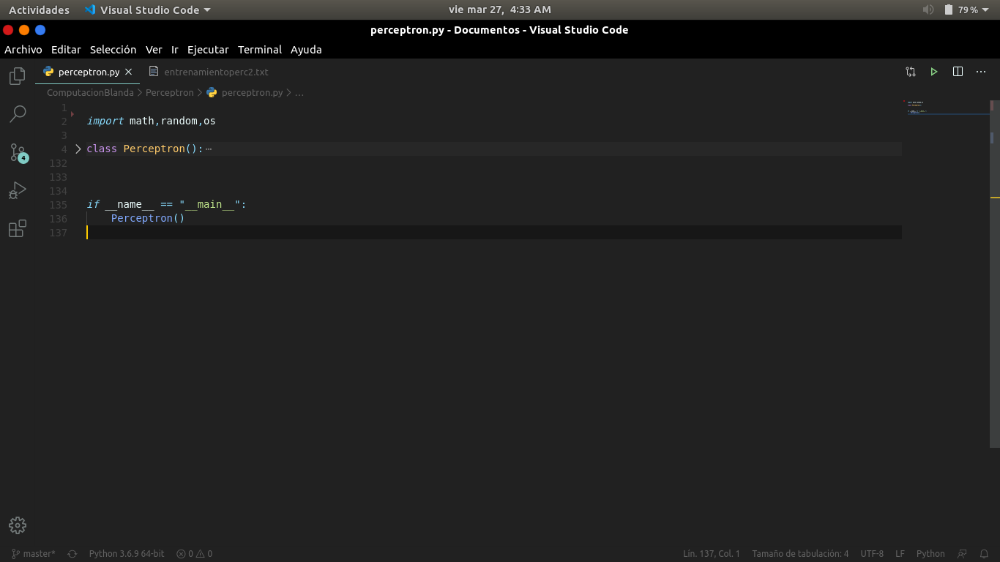 Actividades Visual Studio Code vie mar 27, 4:33 AM 79 %
perceptron.py - Documentos - Visual Studio Code
Archivo Editar Selección Ver Ir Ejecutar Terminal Ayuda
perceptron.py entrenamientoperc2.txt
ComputacionBlanda > Perceptron > perceptron.py > ...
1
2 import math,random,os
3
4 class Perceptron():
132
133
134
135 if __name__ == "__main__":
136 Perceptron()
137
4
master* Python 3.6.9 64-bit 0 0 Lín. 137, Col. 1 Tamaño de tabulación: 4 UTF-8 LF Python